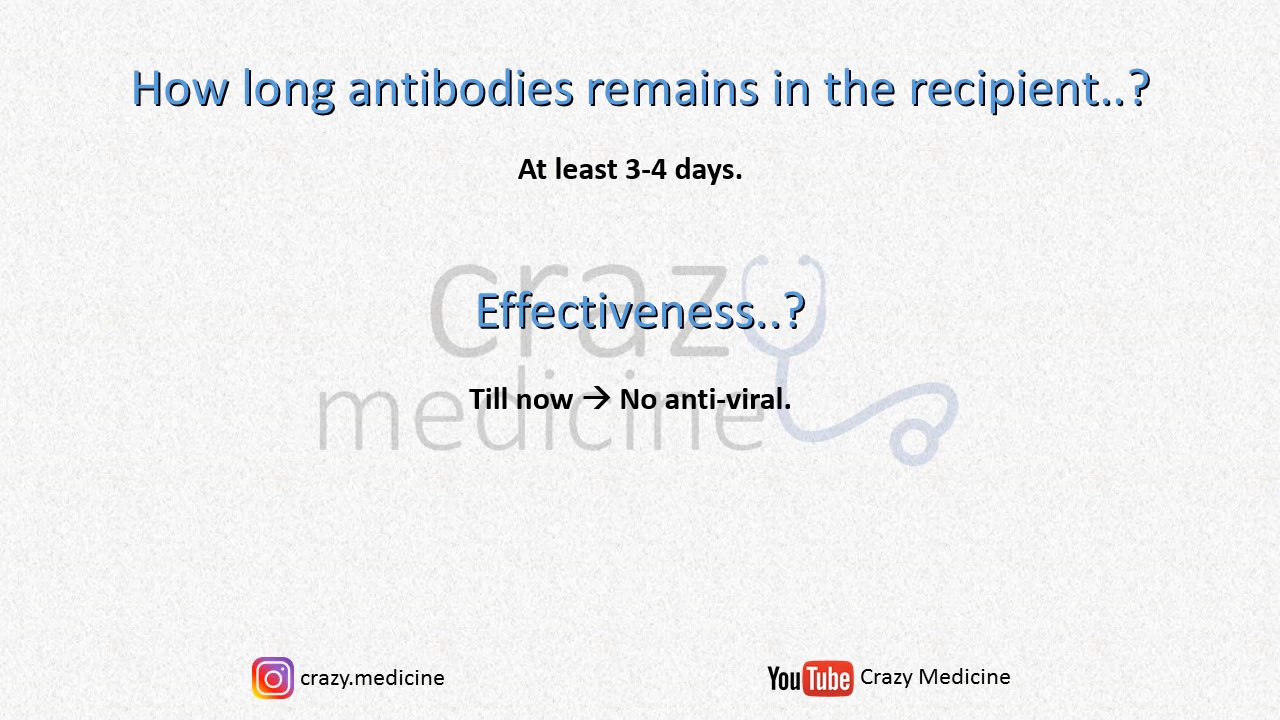 How long antibodies remains in the recipient..?
At least 3-4 days.
crazy
Effectiveness..?
medicine
Till now → No anti-viral.
crazy.medicine
YouTube Crazy Medicine